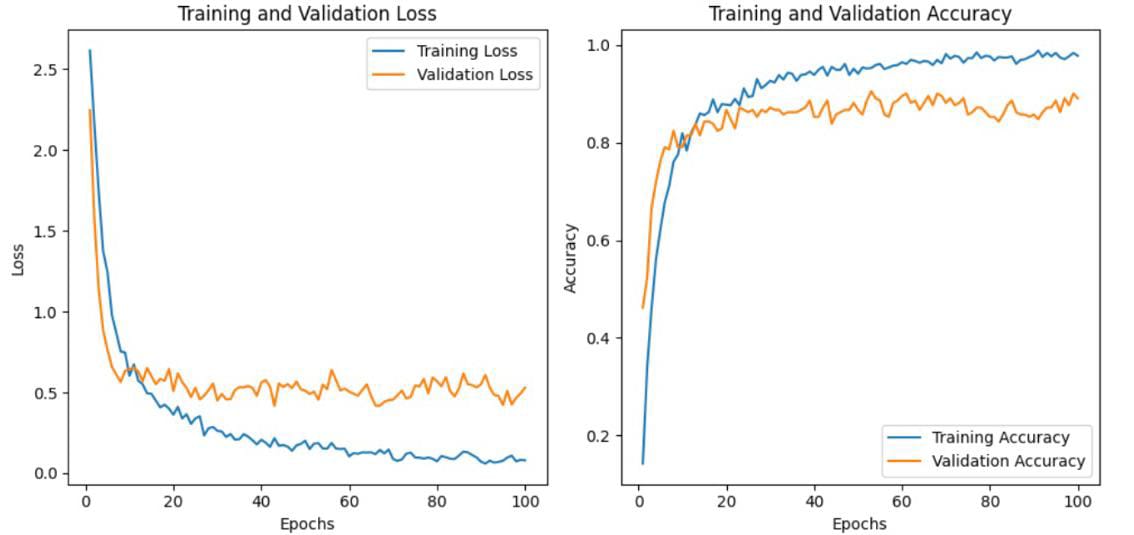 Training and Validation Loss
Training Loss
Validation Loss
2.5
2.0
1.5
1.0
0.5
0.0
Loss
0 20 40 60 80 100
Epochs
Training and Validation Accuracy
1.0
0.8
0.6
0.4
0.2
Accuracy
Training Accuracy
Validation Accuracy
0 20 40 60 80 100
Epochs